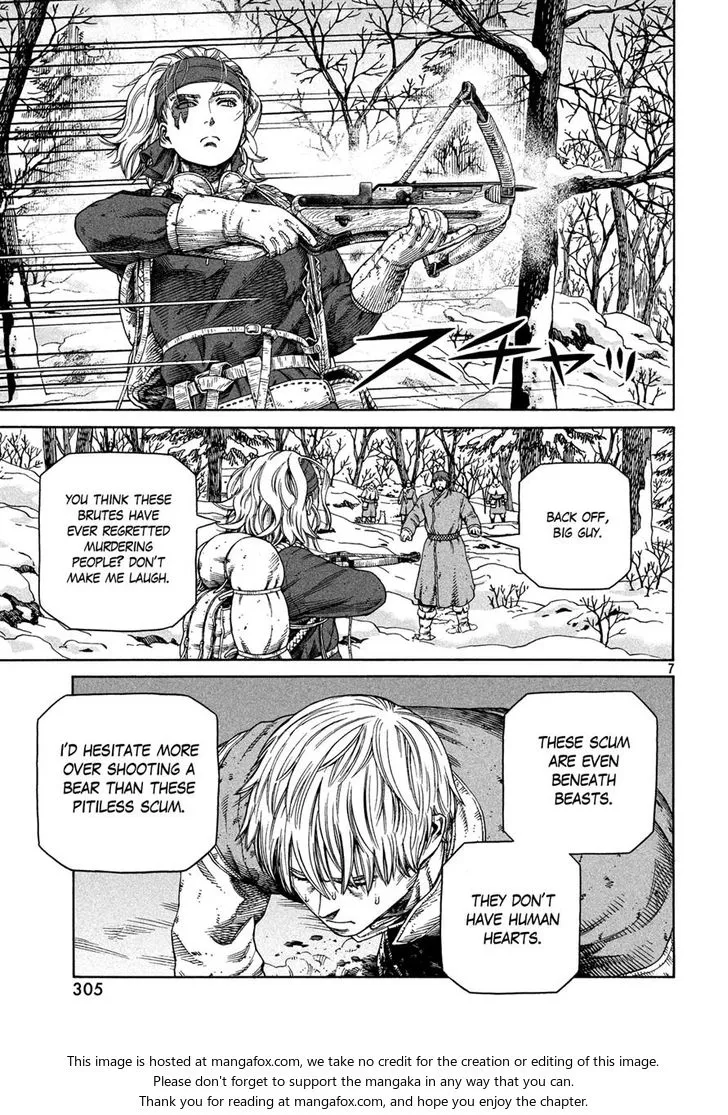 スチャッ
BACK OFF,
BIG GUY.
YOU THINK THESE
BRUTES HAVE
EVER REGRETTED
MURDERING
PEOPLE? DON'T
MAKE ME LAUGH.
7
THESE SCUM
ARE EVEN
BENEATH
BEASTS.
THEY DON'T
HAVE HUMAN
HEARTS.
I'D HESITATE MORE
OVER SHOOTING A
BEAR THAN THESE
PITILESS SCUM.
305
This image is hosted at mangafox.com, we take no credit for the creation or editing of this image.
Please don't forget to support the mangaka in any way that you can.
Thank you for reading at mangafox.com, and hope you enjoy the chapter.